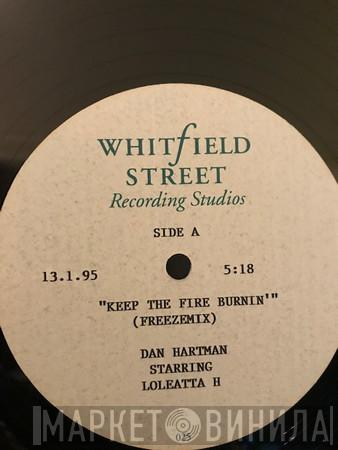 WHITFIELD
STREET
Recording Studios
SIDE A
13.1.95 5:18
"KEEP THE FIRE BURNIN'"
(FREEZEMIX)
DAN HARTMAN
STARRING
LOLEATTA H
МАРКЕТ ВИНИЛА
025